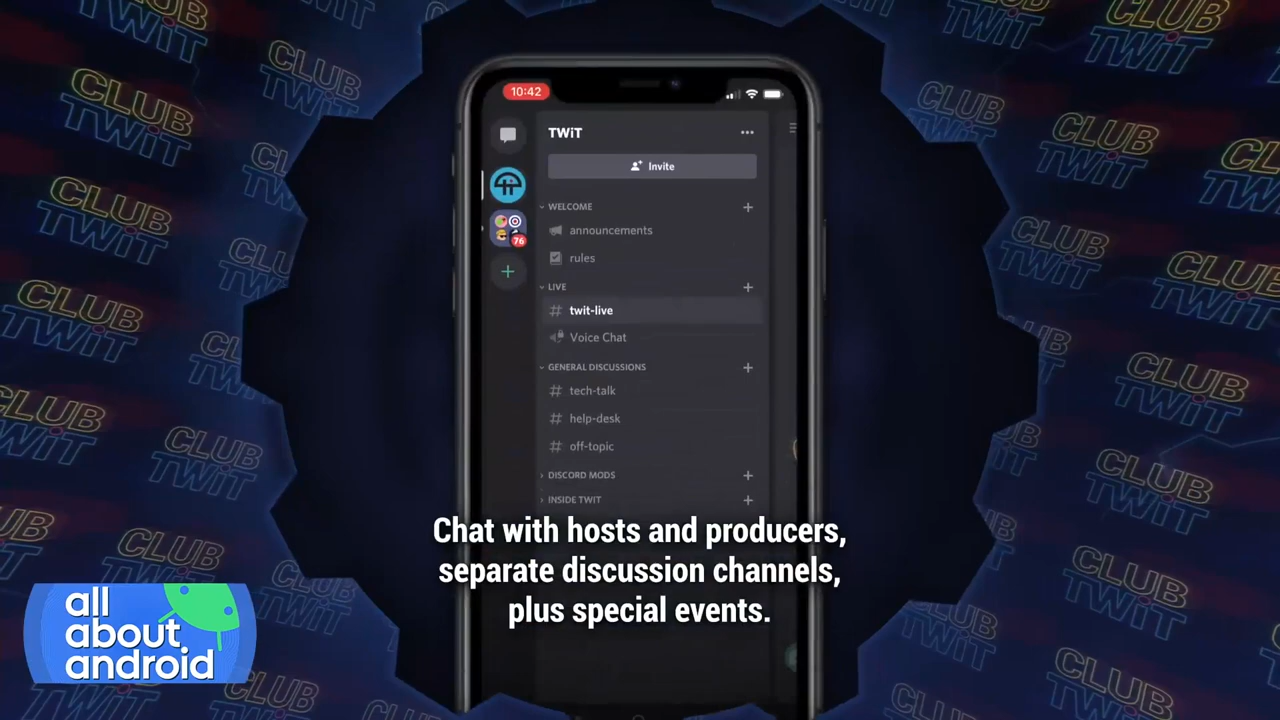 CLUB
TWiT
10:42
TWiT
Invite
WELCOME
announcements
rules
76
LIVE
twit-live
Voice Chat
GENERAL DISCUSSIONS
tech-talk
help-desk
off-topic
DISCORD MODS
INSIDE TWIT
Chat with hosts and producers,
separate discussion channels,
plus special events.
all
about
android